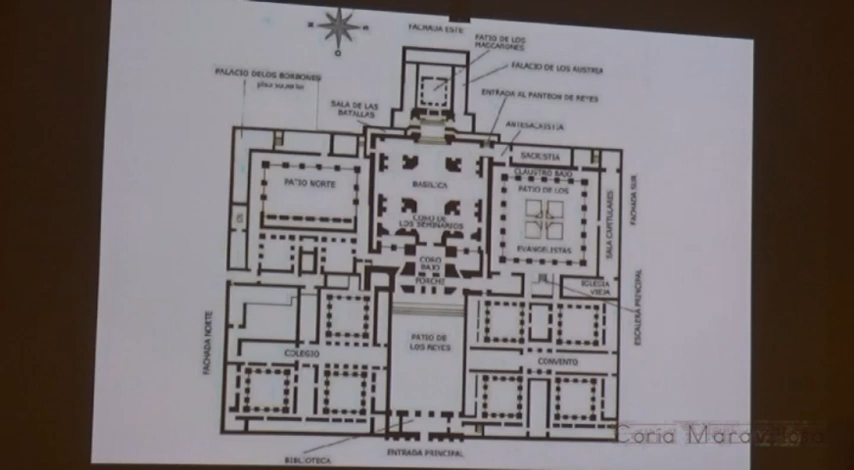 FACHADA ESTE
PATIO DE LOS
MASCARONES
PALACIO DE LOS AUSTRIA
PALACIO DE LOS BORBONES
piso superior
ENTRADA AL PANTEON DE REYES
SALA DE LAS
BATALLAS
ANTESACRISTIA
SACRISTIA
CLAUSTRO BAJO
PATIO NORTE
BASILICA
PATIO DE LOS
EVANGELISTAS
SALA CAPITULARES
FACHADA SUR
CORO DE
LOS SEMINARIOS
CORO
BAJO
PORCHE
IGLESIA
VIEJA
ESCALERA PRINCIPAL
FACHADA NORTE
PATIO DE
LOS REYES
COLEGIO
CONVENTO
BIBLIOTECA
ENTRADA PRINCIPAL
Coria Maravillosa